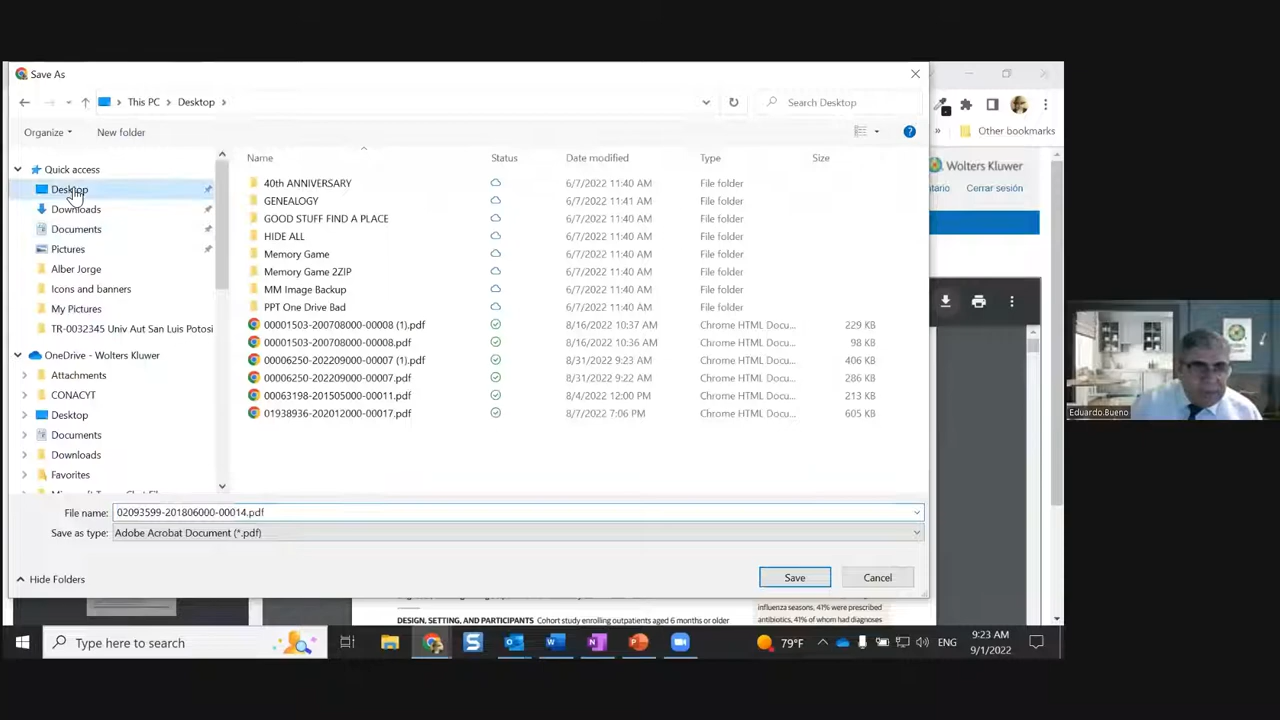 Save As
This PC > Desktop >
Search Desktop
Organize
New folder
Other bookmarks
Wolters Kluwer
Cerrar sesión
Quick access
Desktop
Downloads
Documents
Pictures
Alber Jorge
Icons and banners
My Pictures
TR-0032345 Univ Aut San Luis Potosi
OneDrive - Wolters Kluwer
Attachments
CONACYT
Desktop
Documents
Downloads
Favorites
Name Status Date modified Type Size
40th ANNIVERSARY 6/7/2022 11:40 AM File folder
GENEALOGY 6/7/2022 11:41 AM File folder
GOOD STUFF FIND A PLACE 6/7/2022 11:40 AM File folder
HIDE ALL 6/7/2022 11:40 AM File folder
Memory Game 6/7/2022 11:40 AM File folder
Memory Game 2ZIP 6/7/2022 11:40 AM File folder
MM Image Backup 6/7/2022 11:40 AM File folder
PPT One Drive Bad 6/7/2022 11:40 AM File folder
00001503-200708000-00008 (1).pdf 8/16/2022 10:37 AM Chrome HTML Docu... 229 KB
00001503-200708000-00008.pdf 8/16/2022 10:36 AM Chrome HTML Docu... 98 KB
00006250-202209000-00007 (1).pdf 8/31/2022 9:23 AM Chrome HTML Docu... 406 KB
00006250-202209000-00007.pdf 8/31/2022 9:22 AM Chrome HTML Docu... 286 KB
00063198-201505000-00011.pdf 8/4/2022 12:00 PM Chrome HTML Docu... 213 KB
01938936-202012000-00017.pdf 8/7/2022 7:06 PM Chrome HTML Docu... 605 KB
Eduardo.Bueno
File name: 02093599-201806000-00014.pdf
Save as type: Adobe Acrobat Document (*.pdf)
Hide Folders
Save
Cancel
influenza seasons, 41% were prescribed
antibiotics, 41% of whom had diagnoses
DESIGN, SETTING, AND PARTICIPANTS Cohort study enrolling outpatients aged 6 months or older
Type here to search
79°F
ENG
9:23 AM
9/1/2022